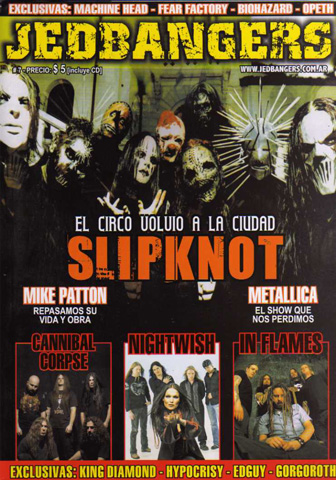 EXCLUSIVAS: MACHINE HEAD - FEAR FACTORY - BIOHAZARD - OPETH
JEDBANGERS
#7 - PRECIO: $ 5 [incluye CD]
WWW.JEDBANGERS.COM.AR
EL CIRCO VOLVIO A LA CIUDAD
SLIPKNOT
MIKE PATTON
REPASAMOS SU
VIDA Y OBRA
METALLICA
EL SHOW QUE
NOS PERDIMOS
CANNIBAL
CORPSE
NIGHTWISH
IN FLAMES
EXCLUSIVAS: KING DIAMOND - HYPOCRISY - EDGUY - GORGOROTH